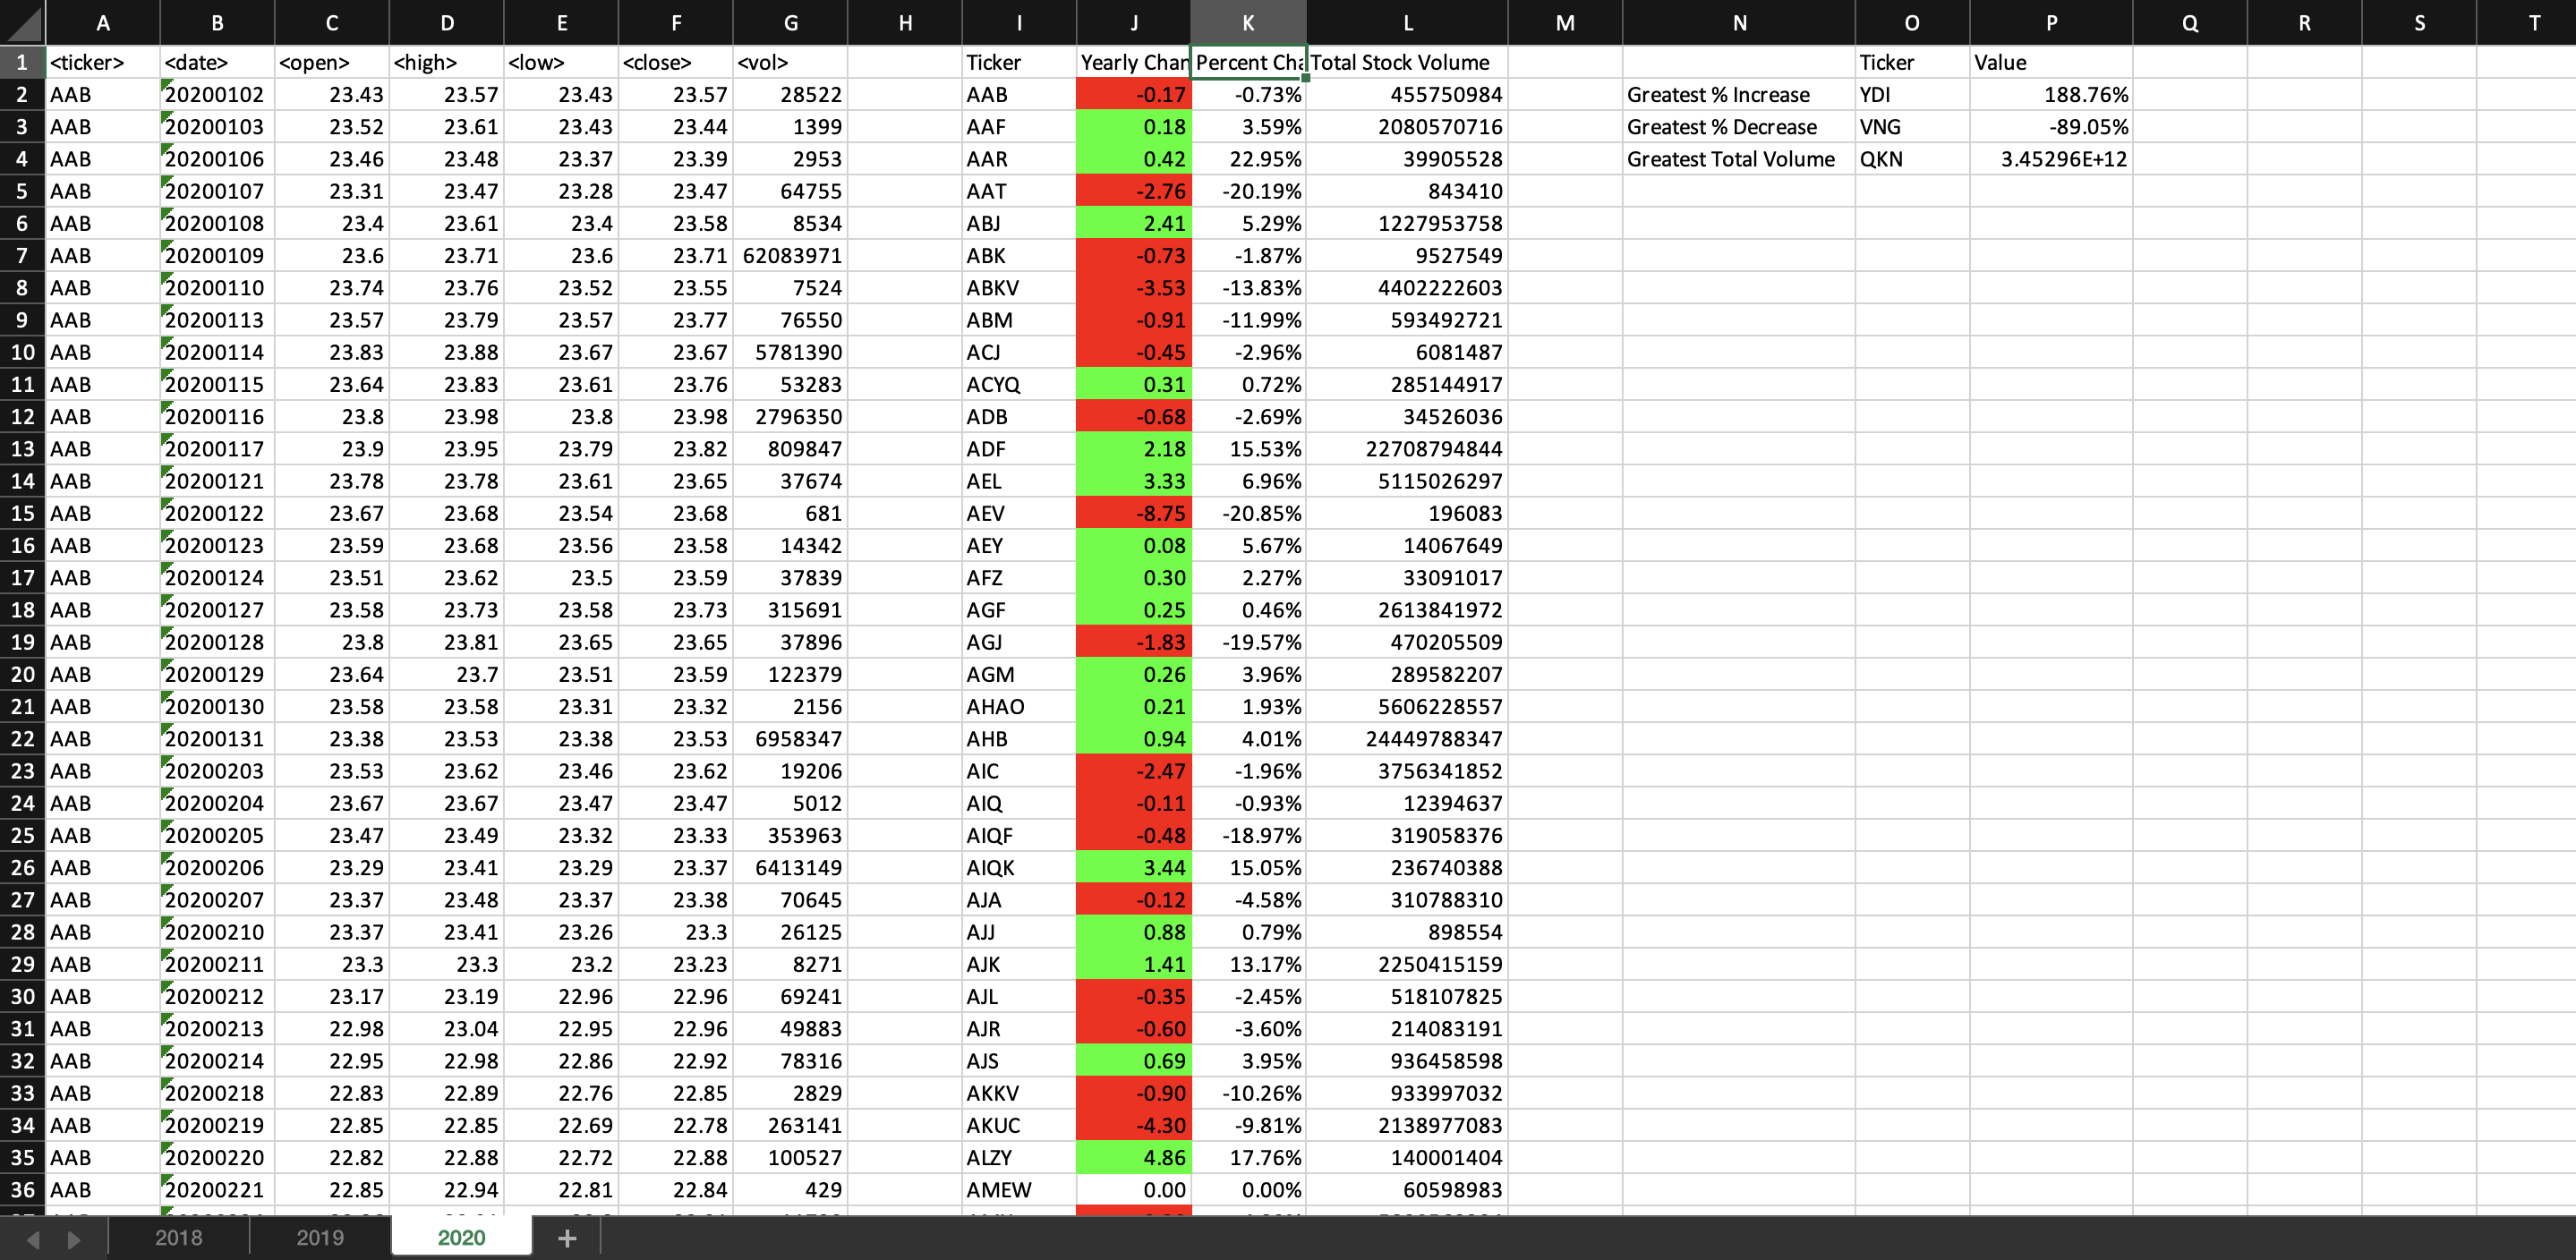 A B C D E F G H I J K L M N O P Q R S T
1 <ticker> <date> <open> <high> <low> <close> <vol> Ticker Yearly Chan Percent Cha Total Stock Volume Ticker Value
2 AAB 20200102 23.43 23.57 23.43 23.57 28522 AAB -0.17 -0.73% 455750984 Greatest % Increase YDI 188.76%
3 AAB 20200103 23.52 23.61 23.43 23.44 1399 AAF 0.18 3.59% 2080570716 Greatest % Decrease VNG -89.05%
4 AAB 20200106 23.46 23.48 23.37 23.39 2953 AAR 0.42 22.95% 39905528 Greatest Total Volume QKN 3.45296E+12
5 AAB 20200107 23.31 23.47 23.28 23.47 64755 AAT -2.76 -20.19% 843410
6 AAB 20200108 23.4 23.61 23.4 23.58 8534 ABJ 2.41 5.29% 1227953758
7 AAB 20200109 23.6 23.71 23.6 23.71 62083971 ABK -0.73 -1.87% 9527549
8 AAB 20200110 23.74 23.76 23.52 23.55 7524 ABKV -3.53 -13.83% 4402222603
9 AAB 20200113 23.57 23.79 23.57 23.77 76550 ABM -0.91 -11.99% 593492721
10 AAB 20200114 23.83 23.88 23.67 23.67 5781390 ACJ -0.45 -2.96% 6081487
11 AAB 20200115 23.64 23.83 23.61 23.76 53283 ACYQ 0.31 0.72% 285144917
12 AAB 20200116 23.8 23.98 23.8 23.98 2796350 ADB -0.68 -2.69% 34526036
13 AAB 20200117 23.9 23.95 23.79 23.82 809847 ADF 2.18 15.53% 22708794844
14 AAB 20200121 23.78 23.78 23.61 23.65 37674 AEL 3.33 6.96% 5115026297
15 AAB 20200122 23.67 23.68 23.54 23.68 681 AEV -8.75 -20.85% 196083
16 AAB 20200123 23.59 23.68 23.56 23.58 14342 AEY 0.08 5.67% 14067649
17 AAB 20200124 23.51 23.62 23.5 23.59 37839 AFZ 0.30 2.27% 33091017
18 AAB 20200127 23.58 23.73 23.58 23.73 315691 AGF 0.25 0.46% 2613841972
19 AAB 20200128 23.8 23.81 23.65 23.65 37896 AGJ -1.83 -19.57% 470205509
20 AAB 20200129 23.64 23.7 23.51 23.59 122379 AGM 0.26 3.96% 289582207
21 AAB 20200130 23.58 23.58 23.31 23.32 2156 AHAO 0.21 1.93% 5606228557
22 AAB 20200131 23.38 23.53 23.38 23.53 6958347 AHB 0.94 4.01% 24449788347
23 AAB 20200203 23.53 23.62 23.46 23.62 19206 AIC -2.47 -1.96% 3756341852
24 AAB 20200204 23.67 23.67 23.47 23.47 5012 AIQ -0.11 -0.93% 12394637
25 AAB 20200205 23.47 23.49 23.32 23.33 353963 AIQF -0.48 -18.97% 319058376
26 AAB 20200206 23.29 23.41 23.29 23.37 6413149 AIQK 3.44 15.05% 236740388
27 AAB 20200207 23.37 23.48 23.37 23.38 70645 AJA -0.12 -4.58% 310788310
28 AAB 20200210 23.37 23.41 23.26 23.3 26125 AJJ 0.88 0.79% 898554
29 AAB 20200211 23.3 23.3 23.2 23.23 8271 AJK 1.41 13.17% 2250415159
30 AAB 20200212 23.17 23.19 22.96 22.96 69241 AJL -0.35 -2.45% 518107825
31 AAB 20200213 22.98 23.04 22.95 22.96 49883 AJR -0.60 -3.60% 214083191
32 AAB 20200214 22.95 22.98 22.86 22.92 78316 AJS 0.69 3.95% 936458598
33 AAB 20200218 22.83 22.89 22.76 22.85 2829 AKKV -0.90 -10.26% 933997032
34 AAB 20200219 22.85 22.85 22.69 22.78 263141 AKUC -4.30 -9.81% 2138977083
35 AAB 20200220 22.82 22.88 22.72 22.88 100527 ALZY 4.86 17.76% 140001404
36 AAB 20200221 22.85 22.94 22.81 22.84 429 AMEW 0.00 0.00% 60598983
2018 2019 2020 +